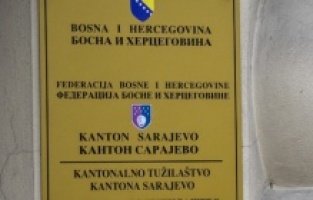 BOSNA I HERCEGOVINA
БОСНА И ХЕРЦЕГОВИНА
FEDERACIJA BOSNE I HERCEGOVINE
ФЕДЕРАЦИЈА БОСНЕ И ХЕРЦЕГОВИНЕ
KANTON SARAJEVO
КАНТОН САРАЈЕВО
KANTONALNO TUŽILAŠTVO
KANTONA SARAJEVO